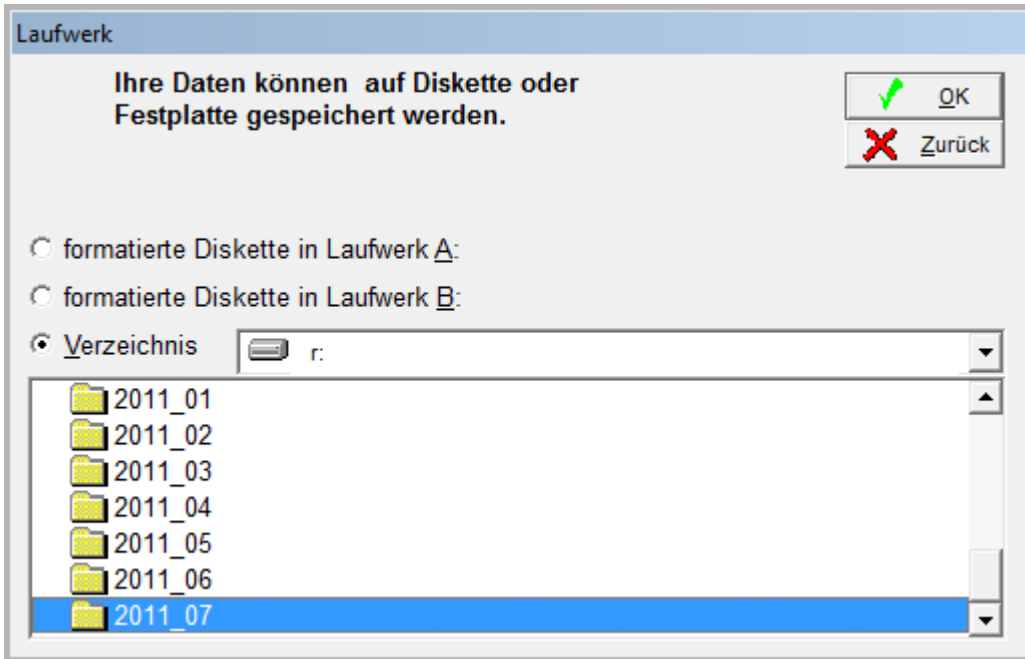 Laufwerk
Ihre Daten können auf Diskette oder
Festplatte gespeichert werden.
OK
Zurück
formatierte Diskette in Laufwerk A:
formatierte Diskette in Laufwerk B:
Verzeichnis r:
2011_01
2011_02
2011_03
2011_04
2011_05
2011_06
2011_07